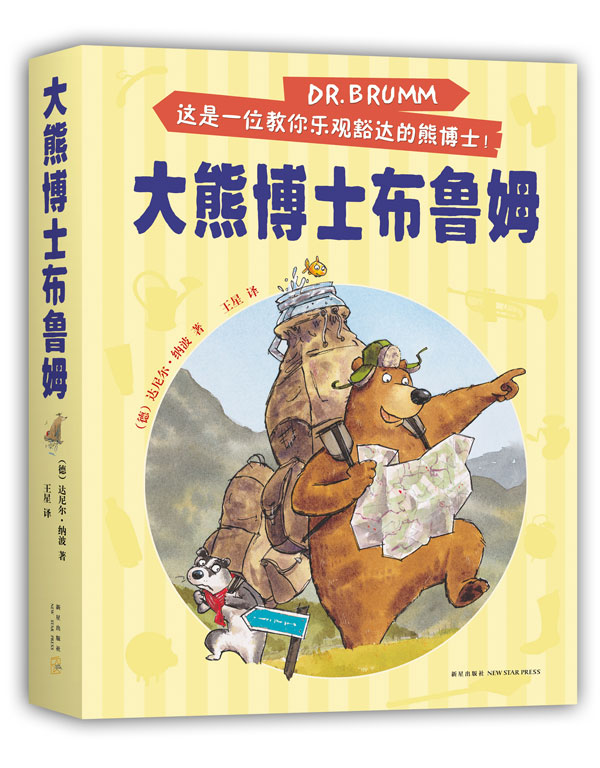 DR.BRUMM
这是一位教你乐观豁达的熊博士!
大熊博士布鲁姆
(德) 达尼尔·纳波 著
王星 译
新星出版社 NEW STAR PRESS
大熊博士布鲁姆
(德) 达尼尔·纳波 著
王星 译
新星出版社
NEW STAR PRESS